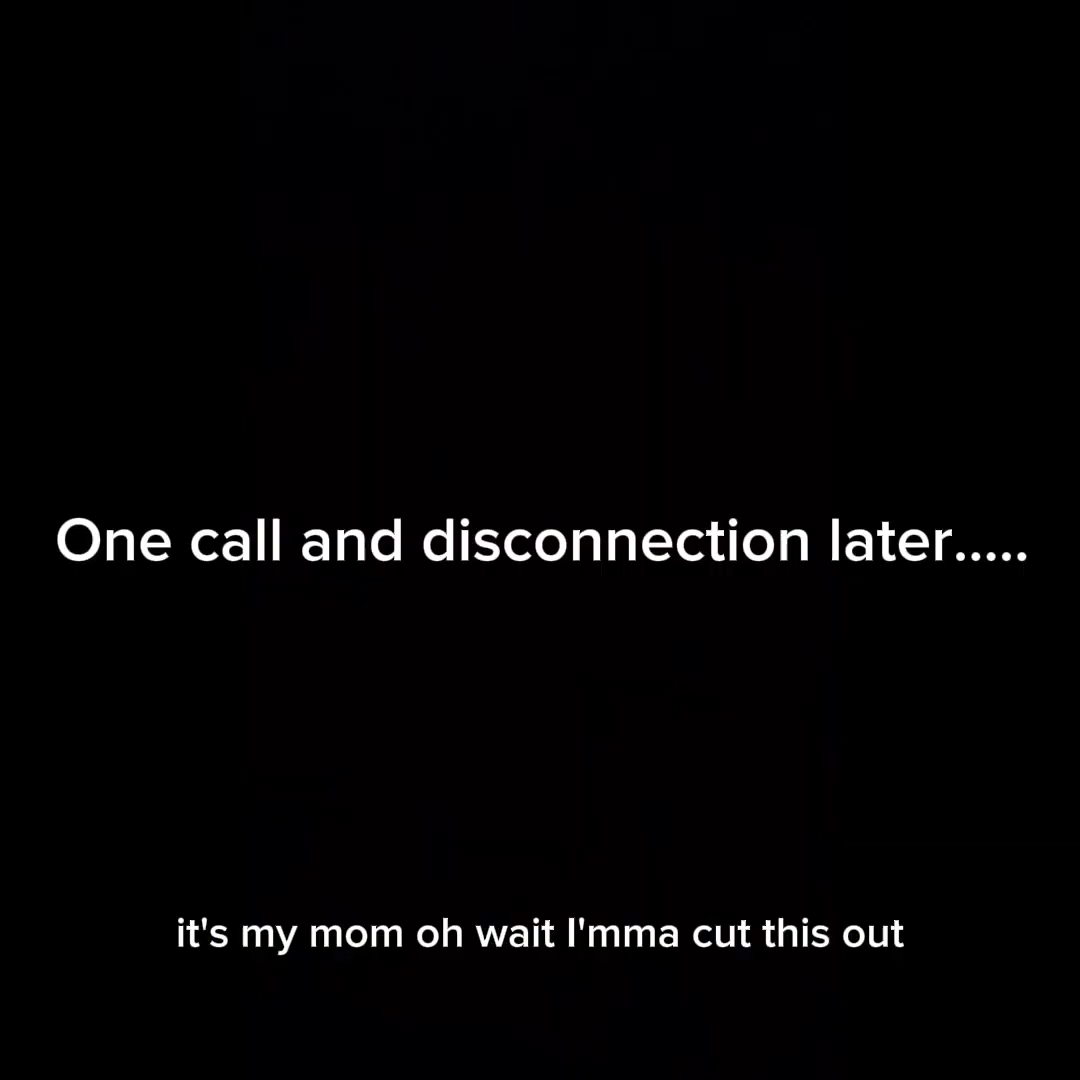 One call and disconnection later.....
it's my mom oh wait I'mma cut this out